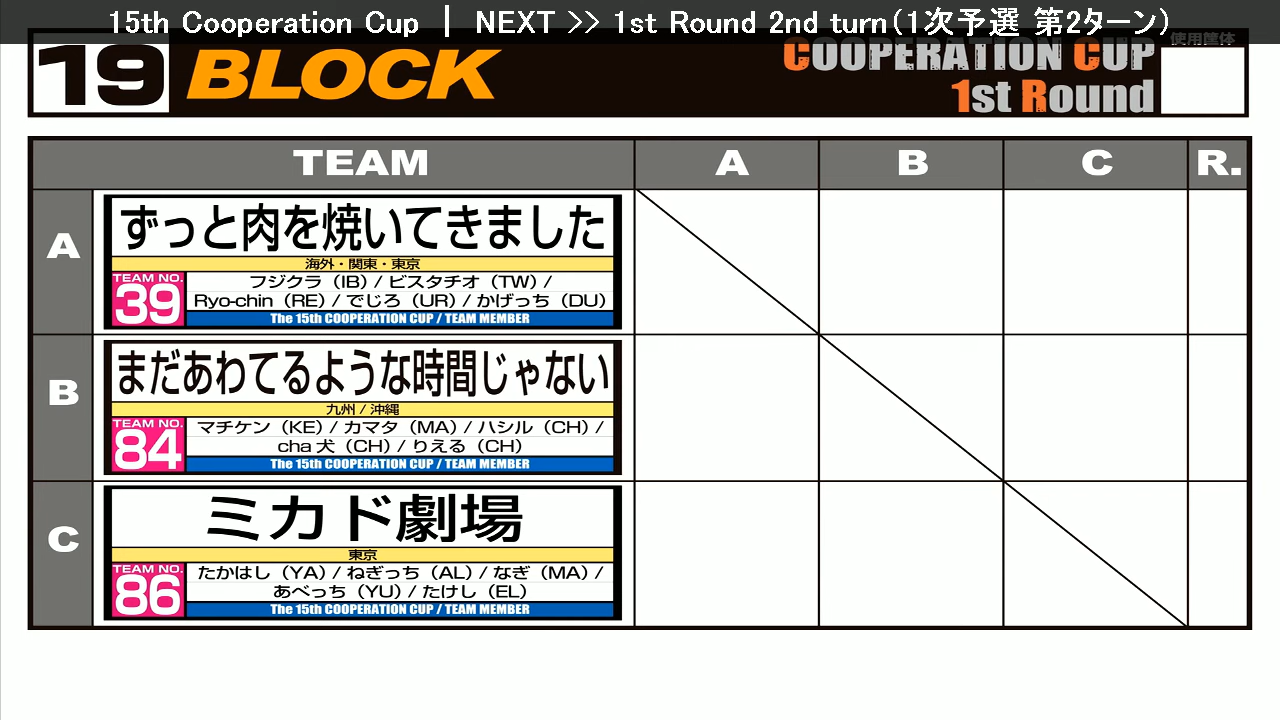 15th Cooperation Cup | NEXT >> 1st Round 2nd turn(1次予選 第2ターン)
19 BLOCK
COOPERATION CUP
1st Round
使用筐体
TEAM A B C R.
A
ずっと肉を焼いてきました
海外・関東・東京
TEAM NO.
39
フジクラ（IB）/ ビスタチオ（TW）/
Ryo-chin（RE）/ でじろ（UR）/ かげっち（DU）
The 15th COOPERATION CUP / TEAM MEMBER
B
まだあわてるような時間じゃない
九州 / 沖縄
TEAM NO.
84
マチケン（KE）/ カマタ（MA）/ ハシル（CH）/
cha 犬（CH）/ りえる（CH）
The 15th COOPERATION CUP / TEAM MEMBER
C
ミカド劇場
東京
TEAM NO.
86
たかはし（YA）/ ねぎっち（AL）/ なぎ（MA）/
あべっち（YU）/ たけし（EL）
The 15th COOPERATION CUP / TEAM MEMBER